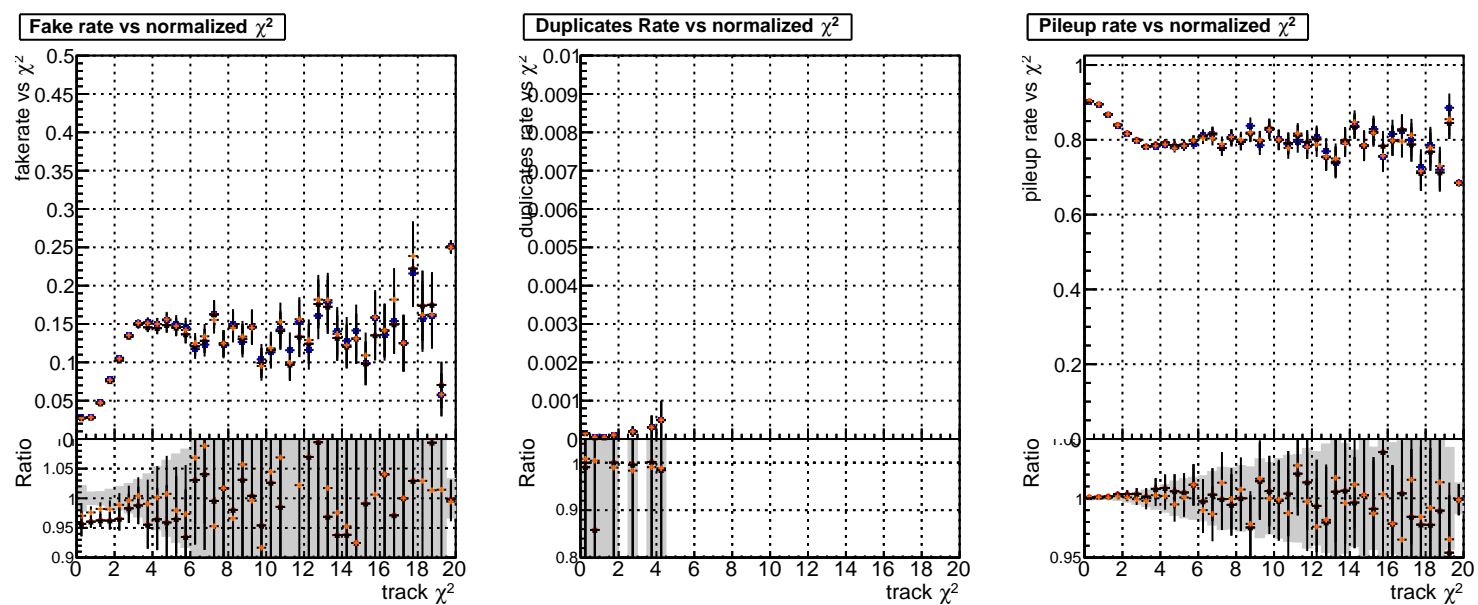 Fake rate vs normalized χ²
fakerate vs χ²
0.5
0.45
0.4
0.35
0.3
0.25
0.2
0.15
0.1
0.05
0
Ratio
1.05
1
0.95
0.9
0 2 4 6 8 10 12 14 16 18 20
track χ²
Duplicates Rate vs normalized χ²
duplicates rate vs χ²
0.01
0.009
0.008
0.007
0.006
0.005
0.004
0.003
0.002
0.001
0
Ratio
1
0.9
0.8
0 2 4 6 8 10 12 14 16 18 20
track χ²
Pileup rate vs normalized χ²
pileup rate vs χ²
1
0.8
0.6
0.4
0.2
0
Ratio
1
0.95
0 2 4 6 8 10 12 14 16 18 20
track χ²